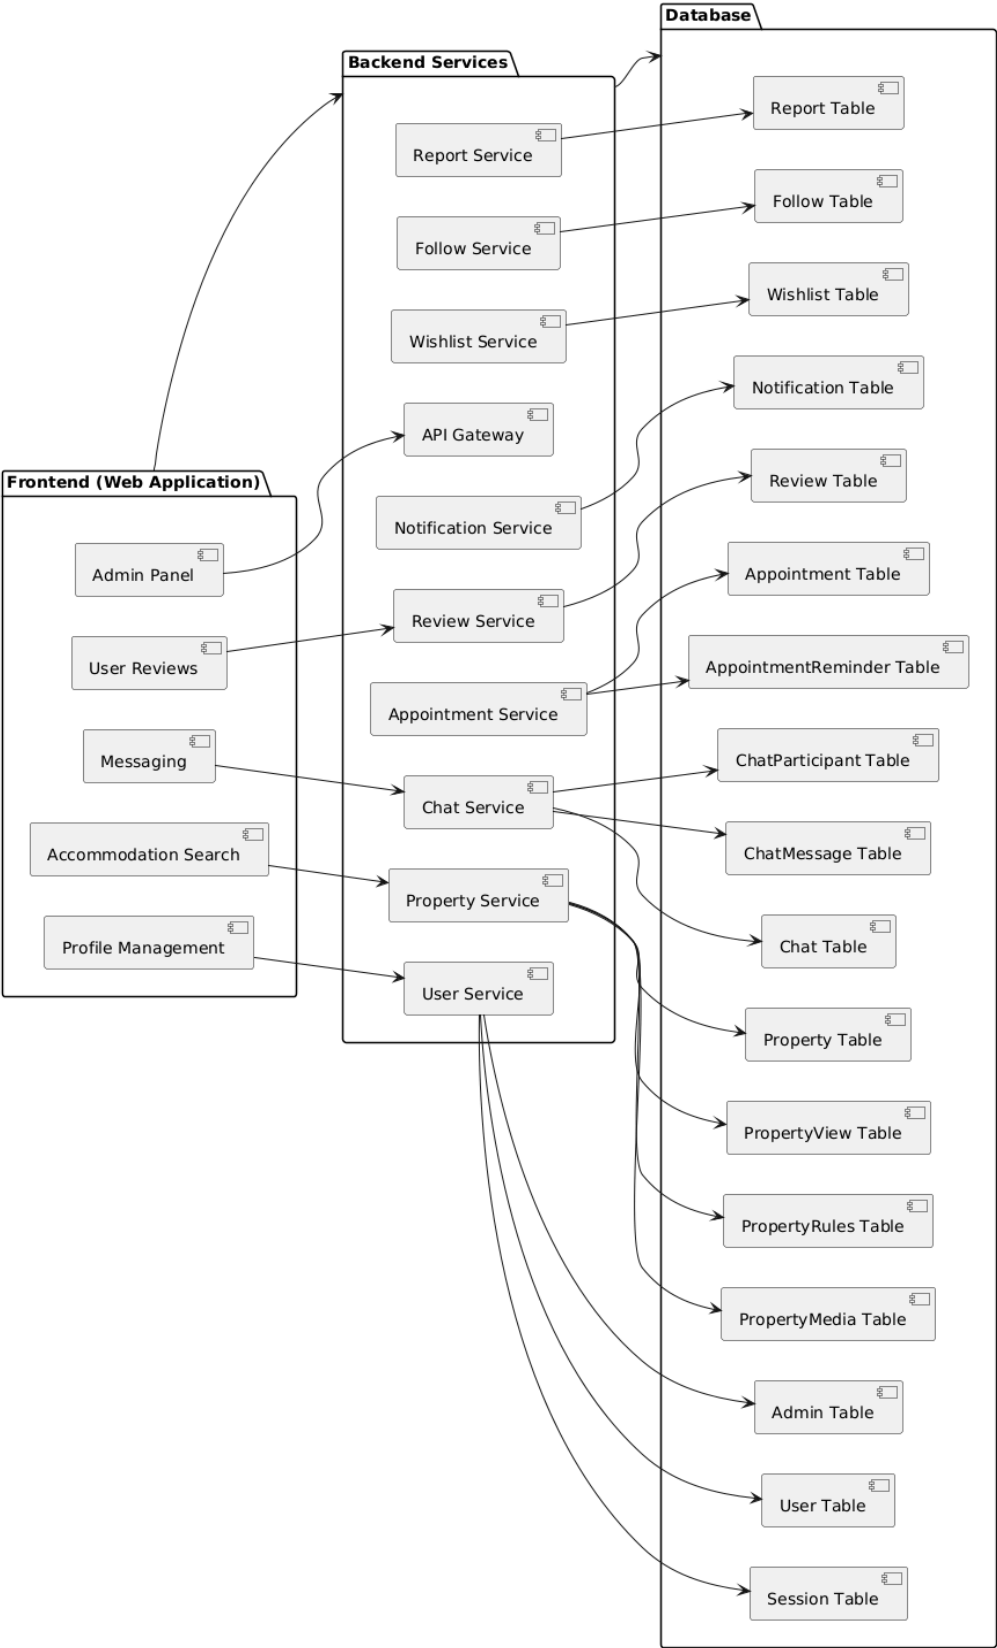 Frontend (Web Application)
Admin Panel
User Reviews
Messaging
Accommodation Search
Profile Management
Backend Services
Report Service
Follow Service
Wishlist Service
API Gateway
Notification Service
Review Service
Appointment Service
Chat Service
Property Service
User Service
Database
Report Table
Follow Table
Wishlist Table
Notification Table
Review Table
Appointment Table
AppointmentReminder Table
ChatParticipant Table
ChatMessage Table
Chat Table
Property Table
PropertyView Table
PropertyRules Table
PropertyMedia Table
Admin Table
User Table
Session Table